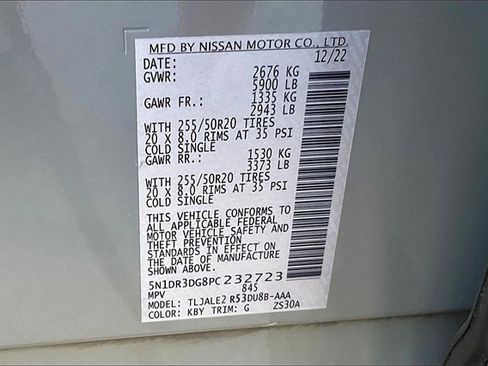 MFD BY NISSAN MOTOR CO., LTD.
DATE: 12/22
GVWR: 2676 KG
5900 LB
GAWR FR.: 1335 KG
2943 LB
WITH 255/50R20 TIRES
20 X 8.0 RIMS AT 35 PSI
COLD SINGLE
GAWR RR.: 1530 KG
3373 LB
WITH 255/50R20 TIRES
20 X 8.0 RIMS AT 35 PSI
COLD SINGLE
THIS VEHICLE CONFORMS TO
ALL APPLICABLE FEDERAL
MOTOR VEHICLE SAFETY AND
THEFT PREVENTION
STANDARDS IN EFFECT ON
THE DATE OF MANUFACTURE
SHOWN ABOVE.
5N1DR3DG8PC232723
MPV 845
MODEL: TLJALE2 R53DU8B-AAA
COLOR: KBY TRIM: G ZS30A